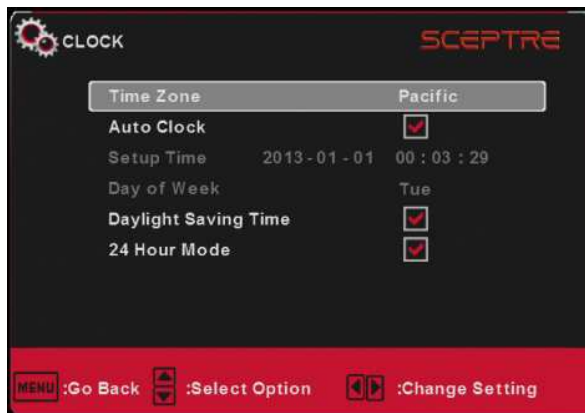 CLOCK SCEPTRE
Time Zone Pacific
Auto Clock
Setup Time 2013-01-01 00:03:29
Day of Week Tue
Daylight Saving Time
24 Hour Mode
MENU :Go Back :Select Option :Change Setting